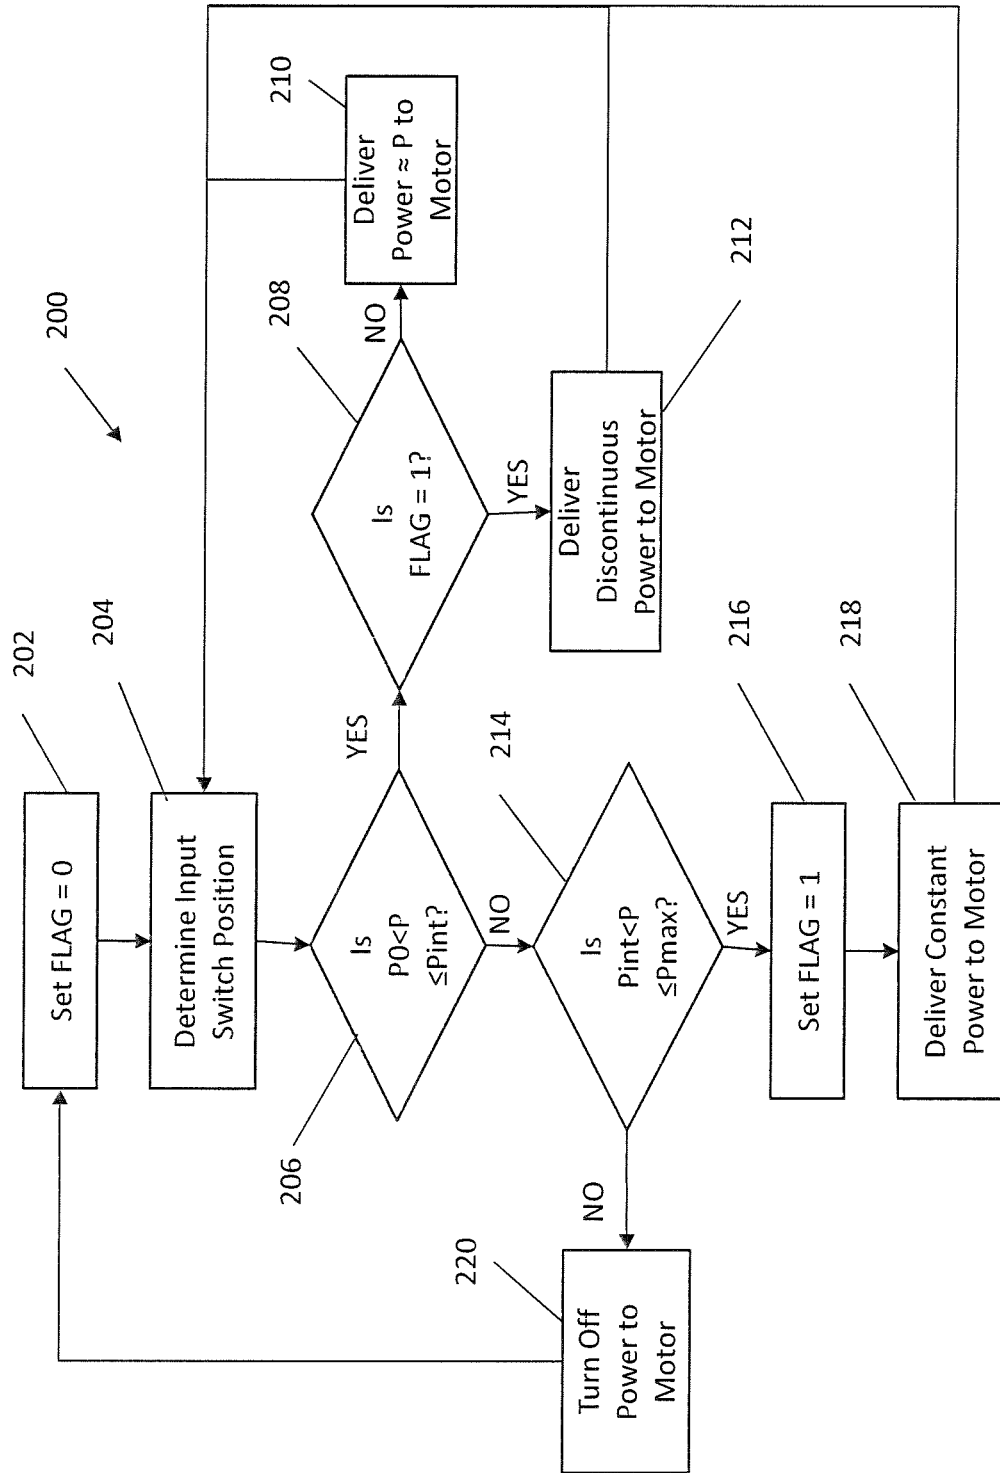 200
202
Set FLAG = 0
204
Determine Input
Switch Position
206
Is
P0<P
≤Pint?
YES
NO
208
Is
FLAG = 1?
NO
YES
210
Deliver
Power ≈ P to
Motor
212
Deliver
Discontinuous
Power to Motor
214
Is
Pint<P
≤Pmax?
YES
NO
216
Set FLAG = 1
218
Deliver Constant
Power to Motor
220
Turn Off
Power to
Motor